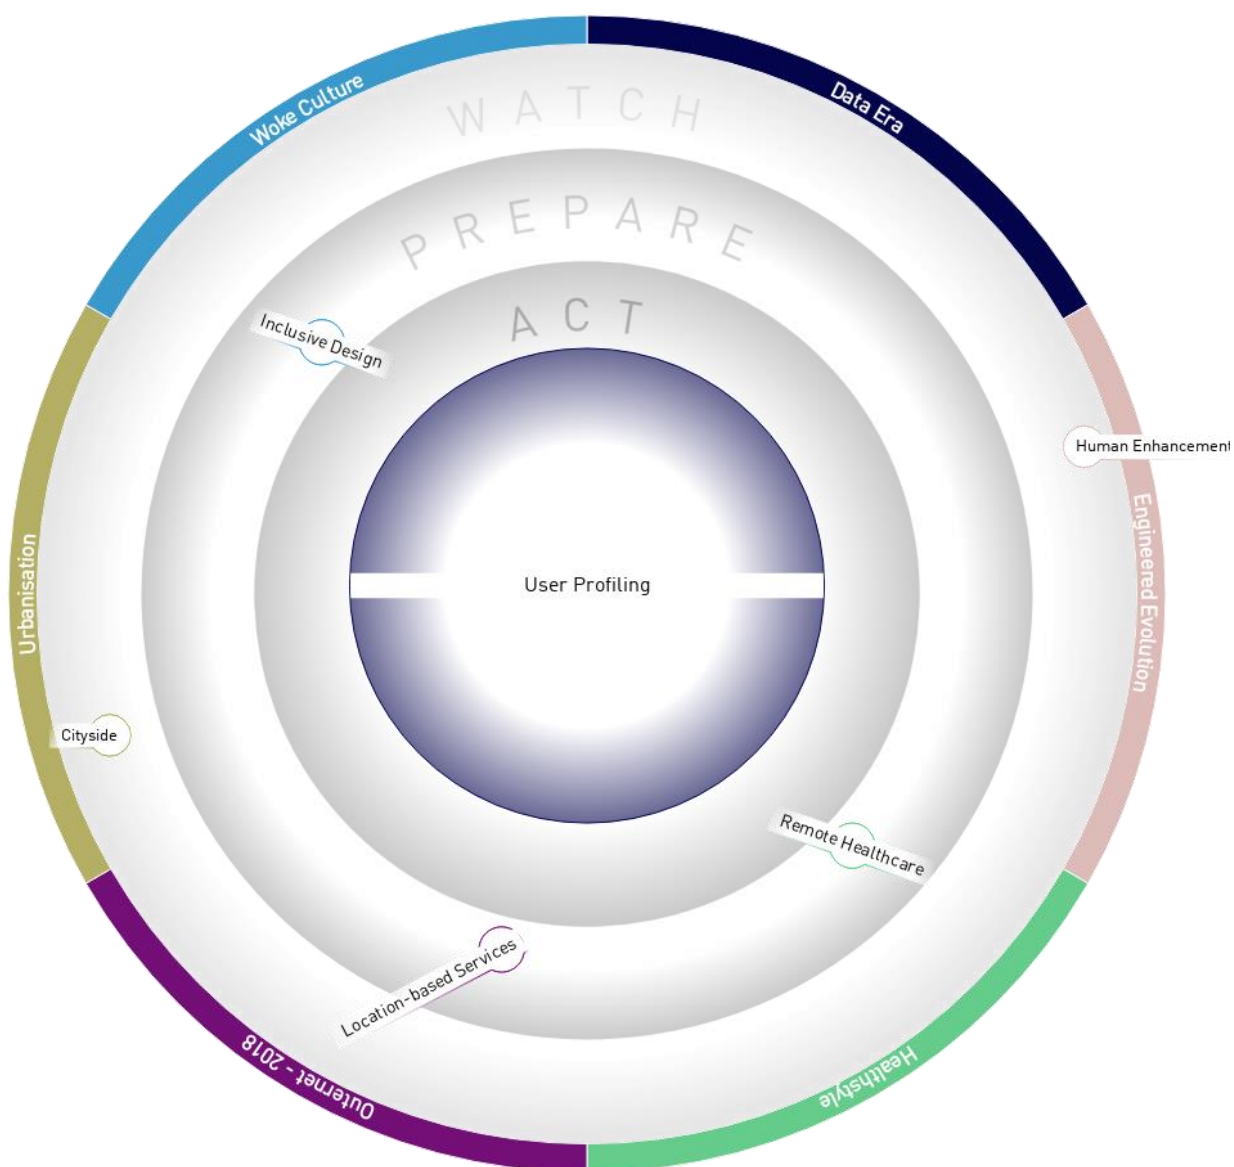 Woke Culture
Data Era
WATCH
PREPARE
ACT
Inclusive Design
Human Enhancement
Engineered Evolution
User Profiling
Urbanisation
Cityside
Remote Healthcare
Location-based Services
Outernet - 2018
Healthstyle